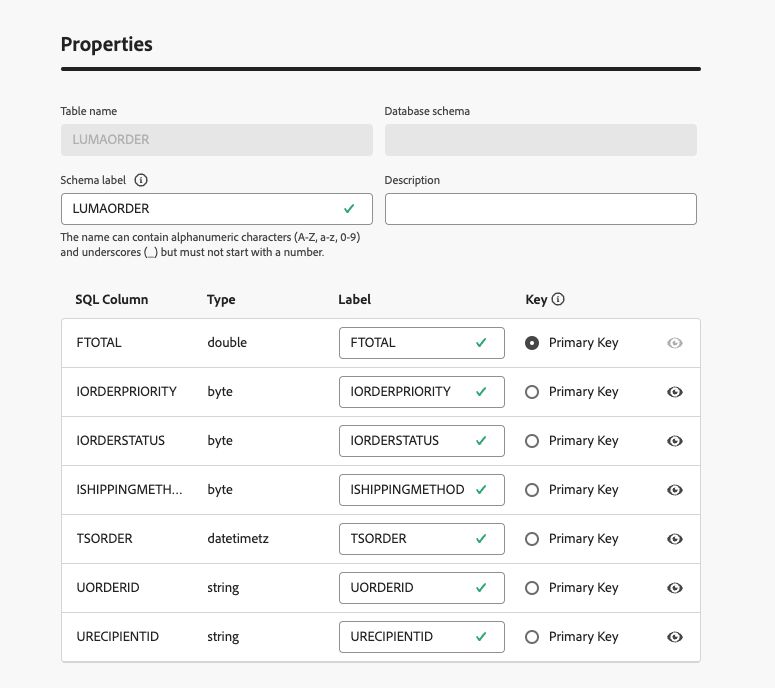 Properties
Table name Database schema
LUMAORDER
Schema label Description
LUMAORDER
The name can contain alphanumeric characters (A-Z, a-z, 0-9)
and underscores (_) but must not start with a number.
SQL Column Type Label Key
FTOTAL double FTOTAL Primary Key
IORDERPRIORITY byte IORDERPRIORITY Primary Key
IORDERSTATUS byte IORDERSTATUS Primary Key
ISHIPPINGMETH... byte ISHIPPINGMETHOD Primary Key
TSORDER datetimetz TSORDER Primary Key
UORDERID string UORDERID Primary Key
URECIPIENTID string URECIPIENTID Primary Key